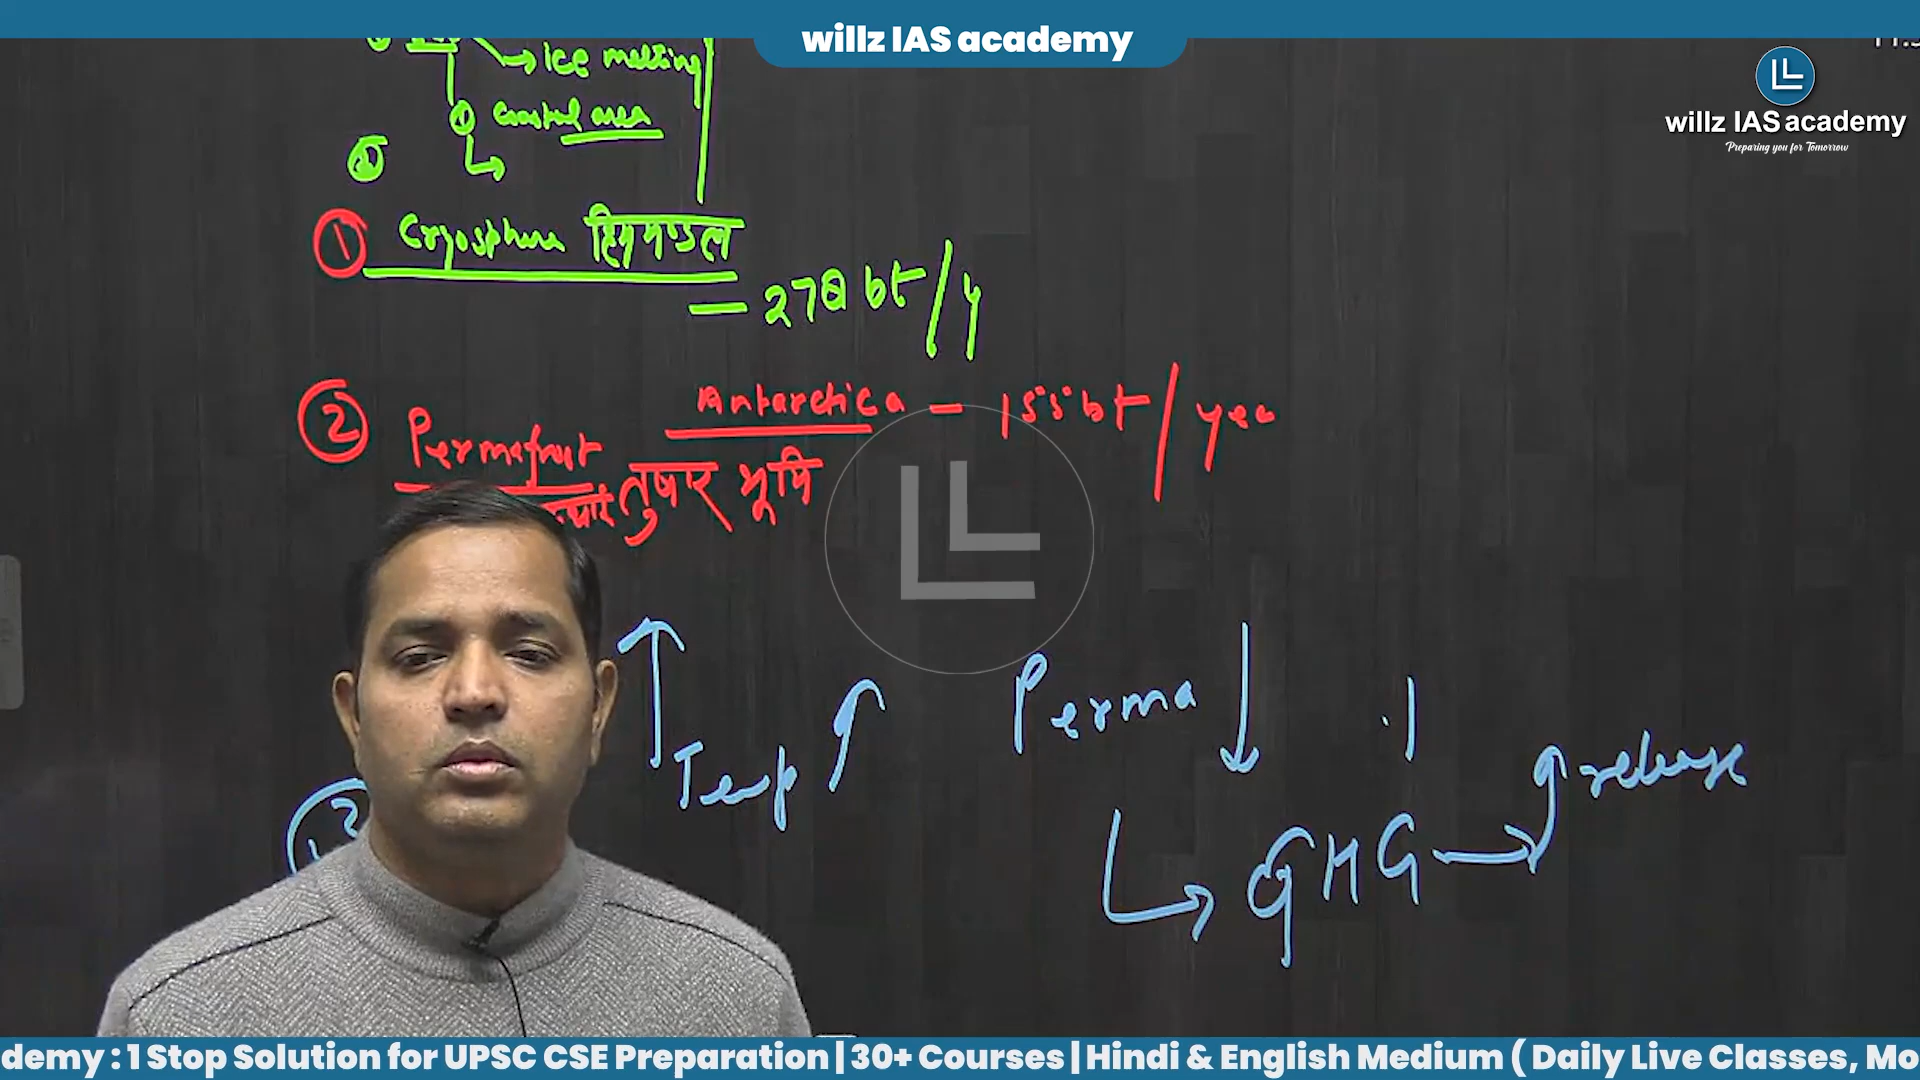 willz IAS academy
willz IAS academy
Preparing you for Tomorrow
→ Ice melting
① Coastal area
① Cryosphere हिममण्डल
— 278 bt/y
Antarctica — 155 bt/year
② Permafrost
तुषार भूमि
Temp
Perma ↓
GHG → release
demy : 1 Stop Solution for UPSC CSE Preparation | 30+ Courses | Hindi & English Medium ( Daily Live Classes, Mo